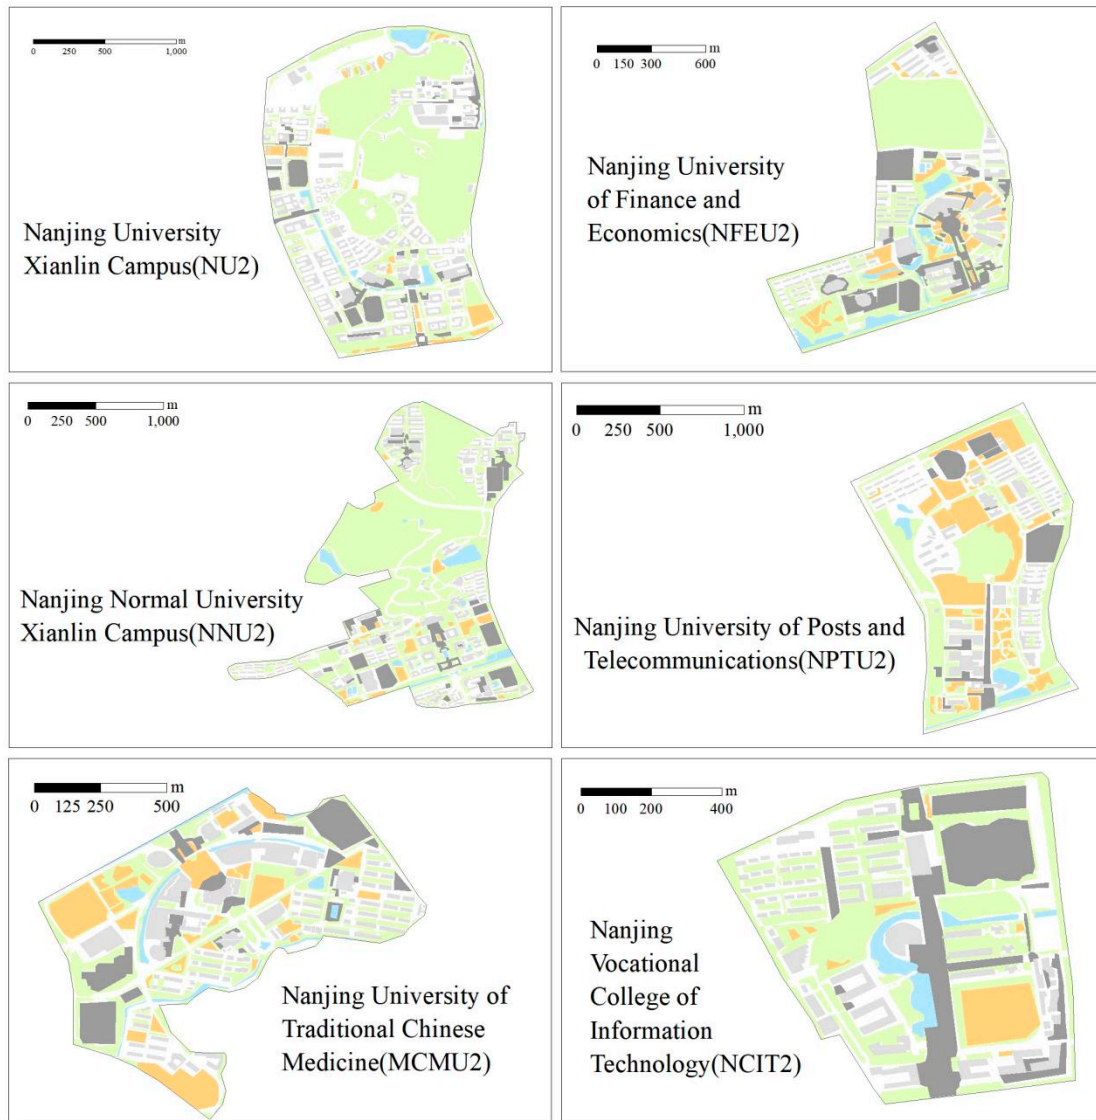 m
0 250 500 1,000
Nanjing University
Xianlin Campus(NU2)
m
0 150 300 600
Nanjing University
of Finance and
Economics(NFEU2)
m
0 250 500 1,000
Nanjing Normal University
Xianlin Campus(NNU2)
m
0 250 500 1,000
Nanjing University of Posts and
Telecommunications(NPTU2)
m
0 125 250 500
Nanjing University of
Traditional Chinese
Medicine(MCMU2)
m
0 100 200 400
Nanjing
Vocational
College of
Information
Technology(NCIT2)